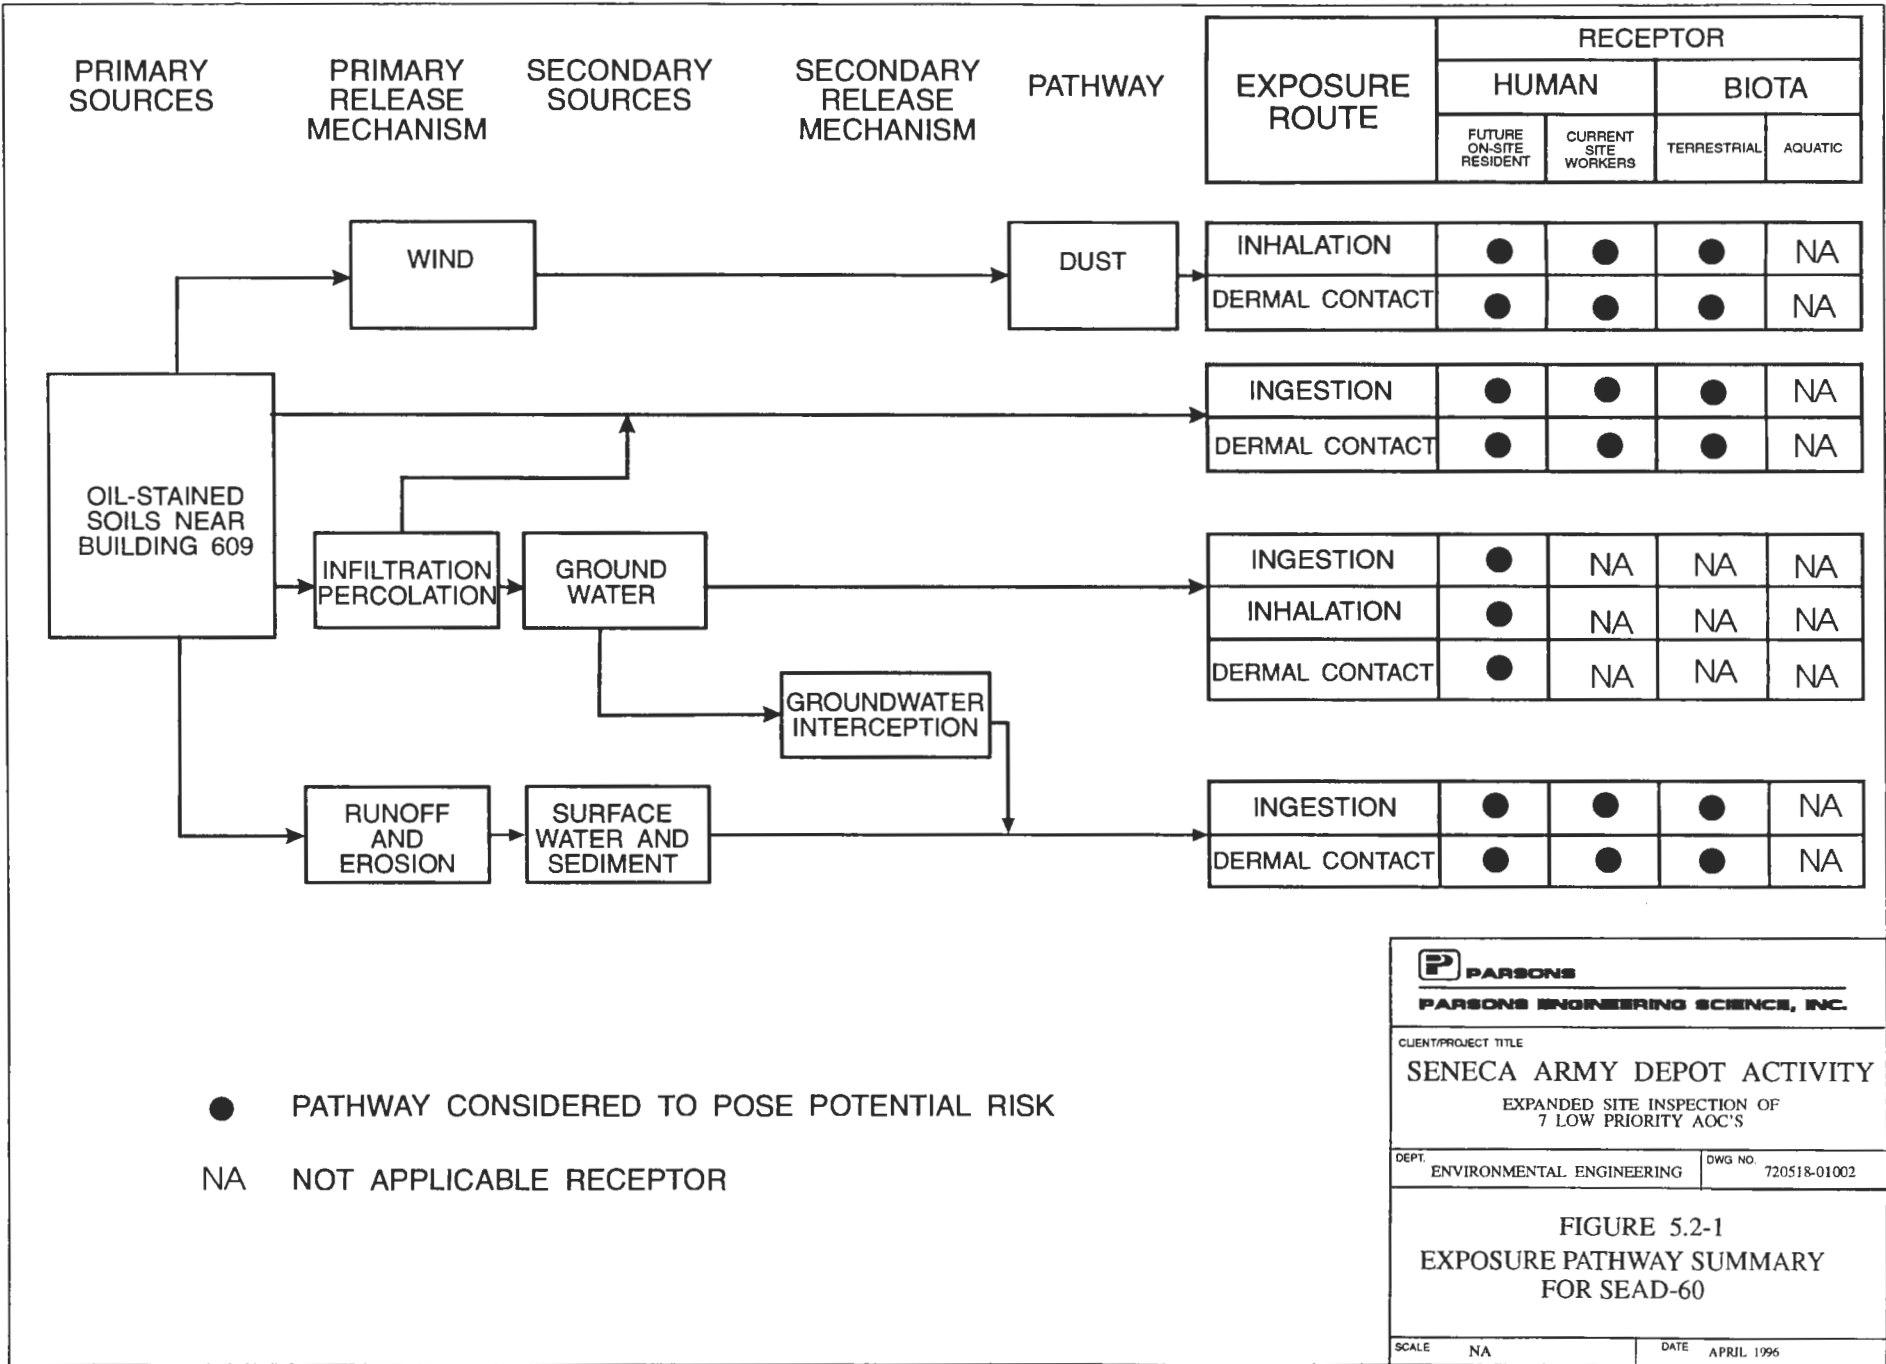 PRIMARY
SOURCES
PRIMARY
RELEASE
MECHANISM
SECONDARY
SOURCES
SECONDARY
RELEASE
MECHANISM
PATHWAY
EXPOSURE
ROUTE
RECEPTOR
HUMAN
BIOTA
FUTURE
ON-SITE
RESIDENT
CURRENT
SITE
WORKERS
TERRESTRIAL
AQUATIC
WIND
DUST
INHALATION ● ● ● NA
DERMAL CONTACT ● ● ● NA
INGESTION ● ● ● NA
DERMAL CONTACT ● ● ● NA
OIL-STAINED
SOILS NEAR
BUILDING 609
INFILTRATION
PERCOLATION
GROUND
WATER
INGESTION ● NA NA NA
INHALATION ● NA NA NA
DERMAL CONTACT ● NA NA NA
GROUNDWATER
INTERCEPTION
RUNOFF
AND
EROSION
SURFACE
WATER AND
SEDIMENT
INGESTION ● ● ● NA
DERMAL CONTACT ● ● ● NA
● PATHWAY CONSIDERED TO POSE POTENTIAL RISK
NA NOT APPLICABLE RECEPTOR
P PARSONS
PARSONS ENGINEERING SCIENCE, INC.
CLIENT/PROJECT TITLE
SENECA ARMY DEPOT ACTIVITY
EXPANDED SITE INSPECTION OF
7 LOW PRIORITY AOC'S
DEPT. ENVIRONMENTAL ENGINEERING
DWG NO. 720518-01002
FIGURE 5.2-1
EXPOSURE PATHWAY SUMMARY
FOR SEAD-60
SCALE NA
DATE APRIL 1996